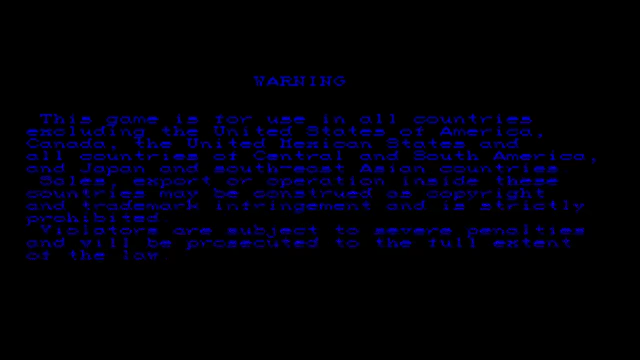 WARNING
This game is for use in all countries
excluding the United States of America,
Canada, the United Mexican States and
all countries of Central and South America,
and Japan and south-east Asian countries
Sales, export or operation inside these
countries may be construed as copyright
and trademark infringement and is strictly
prohibited
Violators are subject to severe penalties
and will be prosecuted to the full extent
of the law